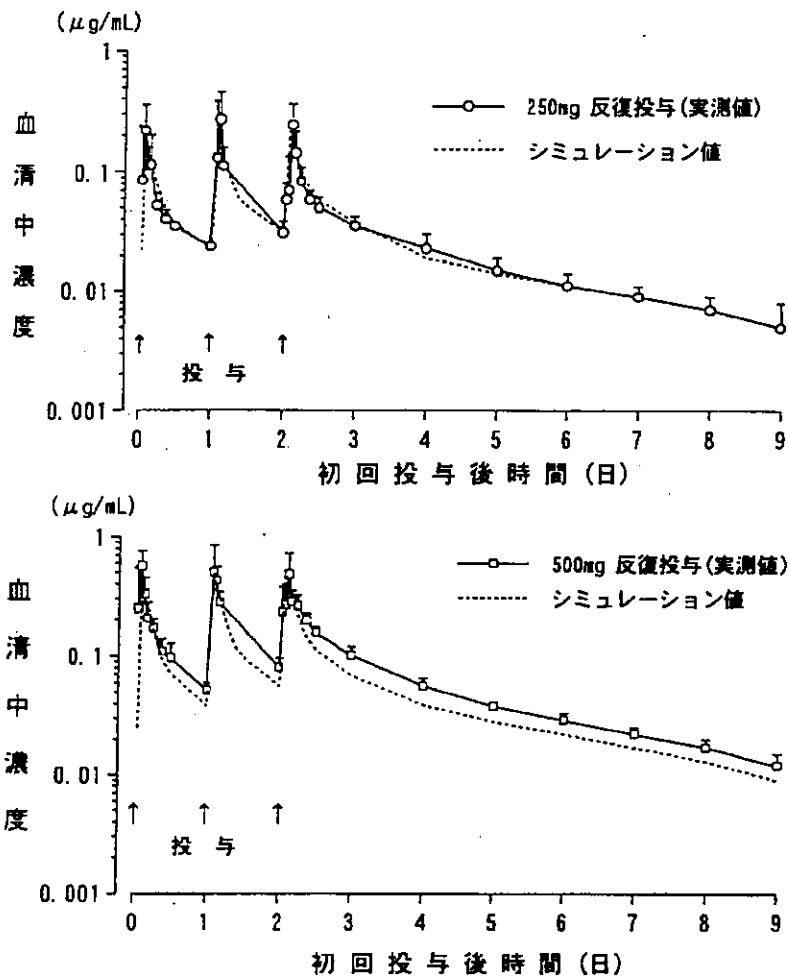 (μg/mL)
1
250mg 反復投与(実測値)
シミュレーション値
血清中濃度
0.1
0.01
↑ ↑ ↑
投 与
0.001
0 1 2 3 4 5 6 7 8 9
初回投与後時間(日)
(μg/mL)
1
500mg 反復投与(実測値)
シミュレーション値
血清中濃度
0.1
0.01
↑ ↑ ↑
投 与
0.001
0 1 2 3 4 5 6 7 8 9
初回投与後時間(日)